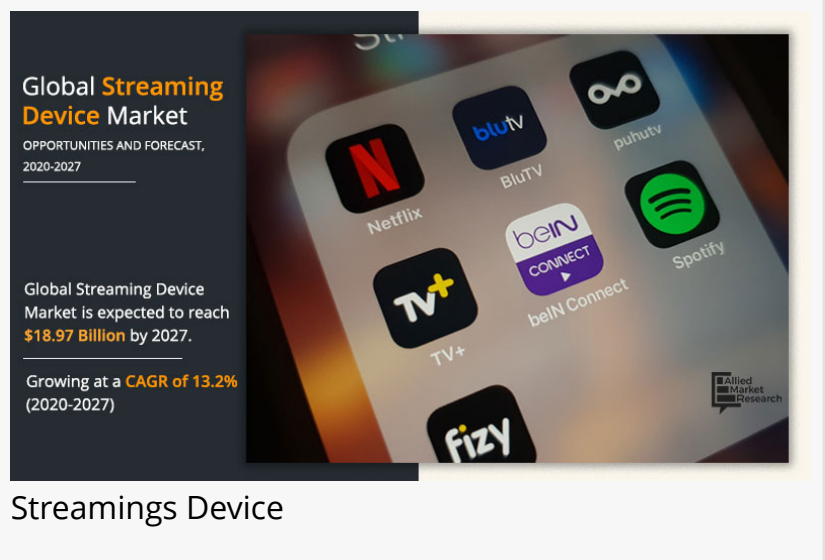 Global Streaming
Device Market
OPPORTUNITIES AND FORECAST,
2020-2027
Global Streaming Device
Market is expected to reach
$18.97 Billion by 2027.
Growing at a CAGR of 13.2%
(2020-2027)
N
Netflix
blutv
BluTV
puhutv
TV+
TV+
beIN
CONNECT
beIN Connect
Spotify
fizy
Allied
Market
Research
Streamings Device